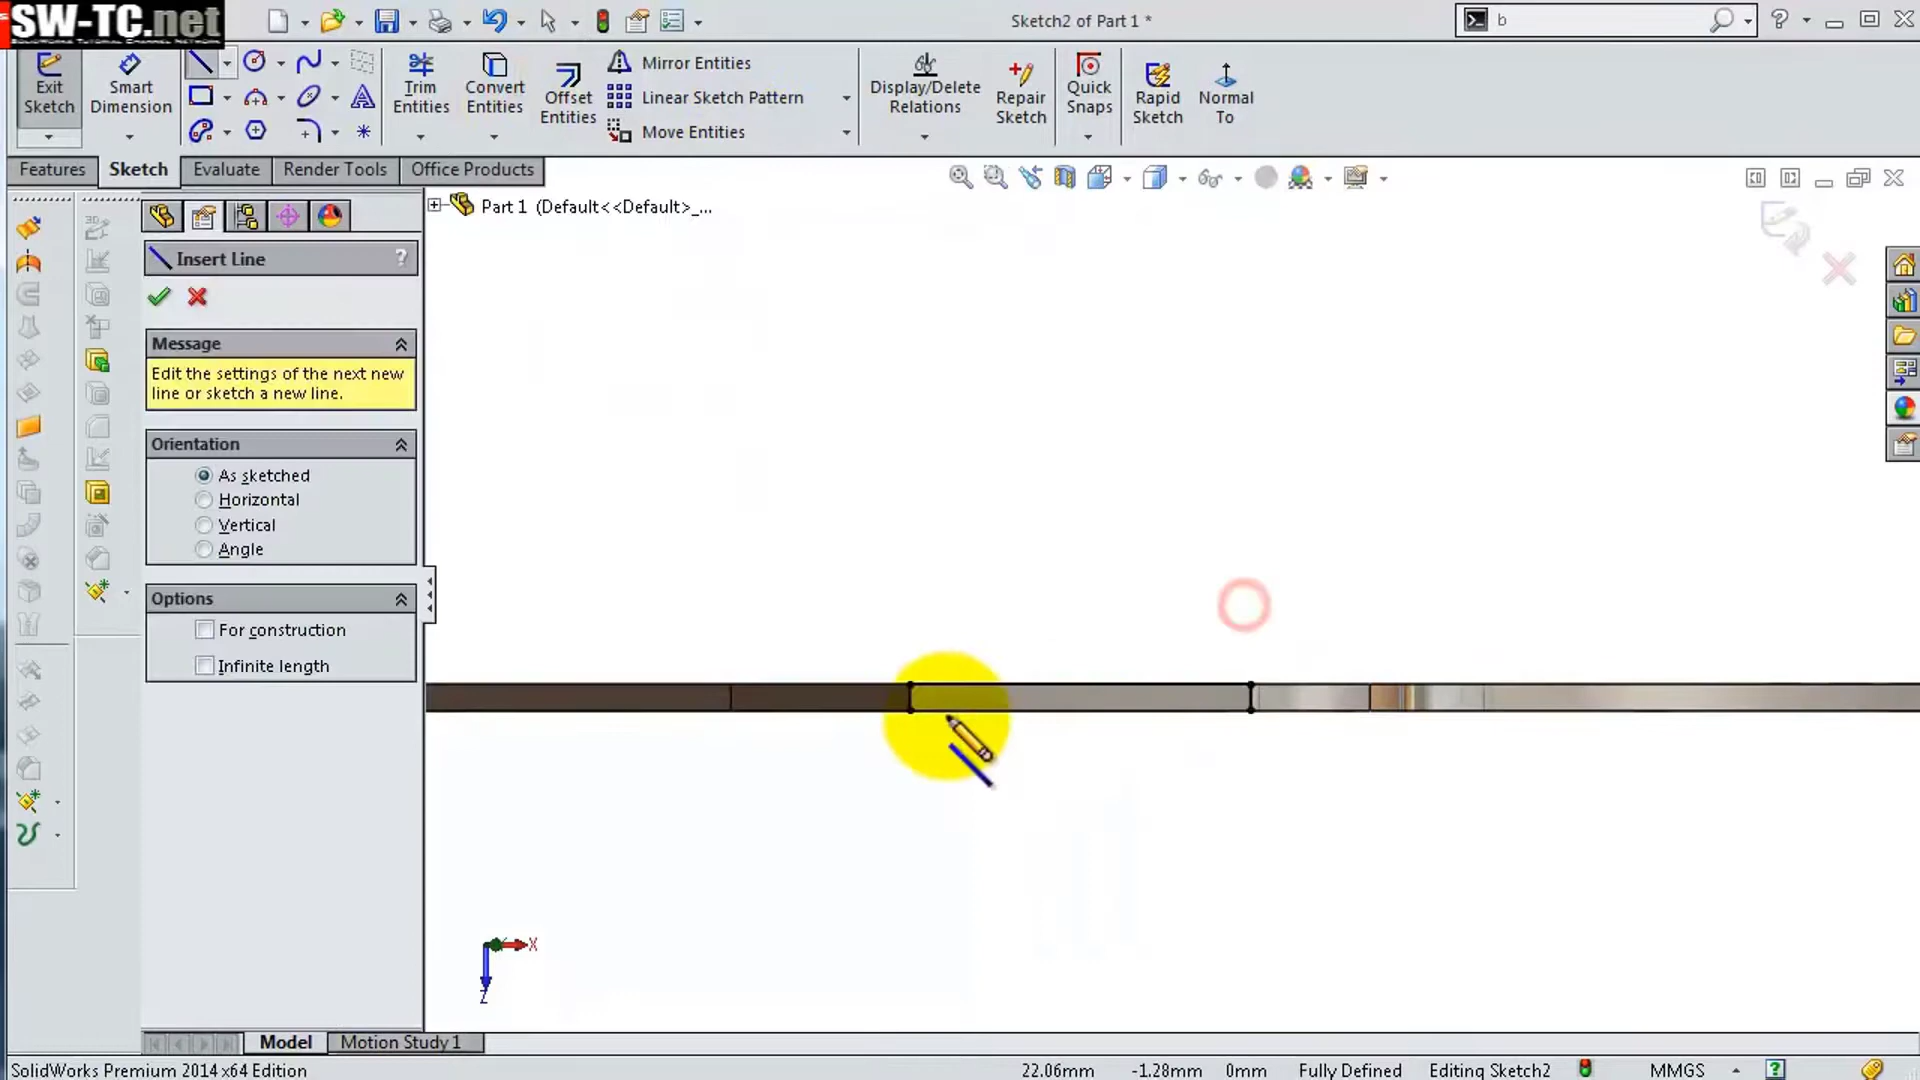 SW-TC.net
Sketch2 of Part 1 *
b
Exit Sketch
Smart Dimension
Trim Entities
Convert Entities
Offset Entities
Mirror Entities
Linear Sketch Pattern
Move Entities
Display/Delete Relations
Repair Sketch
Quick Snaps
Rapid Sketch
Normal To
Features
Sketch
Evaluate
Render Tools
Office Products
Part 1 (Default<<Default>_...
Insert Line
?
Message
Edit the settings of the next new
line or sketch a new line.
Orientation
As sketched
Horizontal
Vertical
Angle
Options
For construction
Infinite length
X
Z
Model
Motion Study 1
SolidWorks Premium 2014 x64 Edition
22.06mm
-1.28mm
0mm
Fully Defined
Editing Sketch2
MMGS